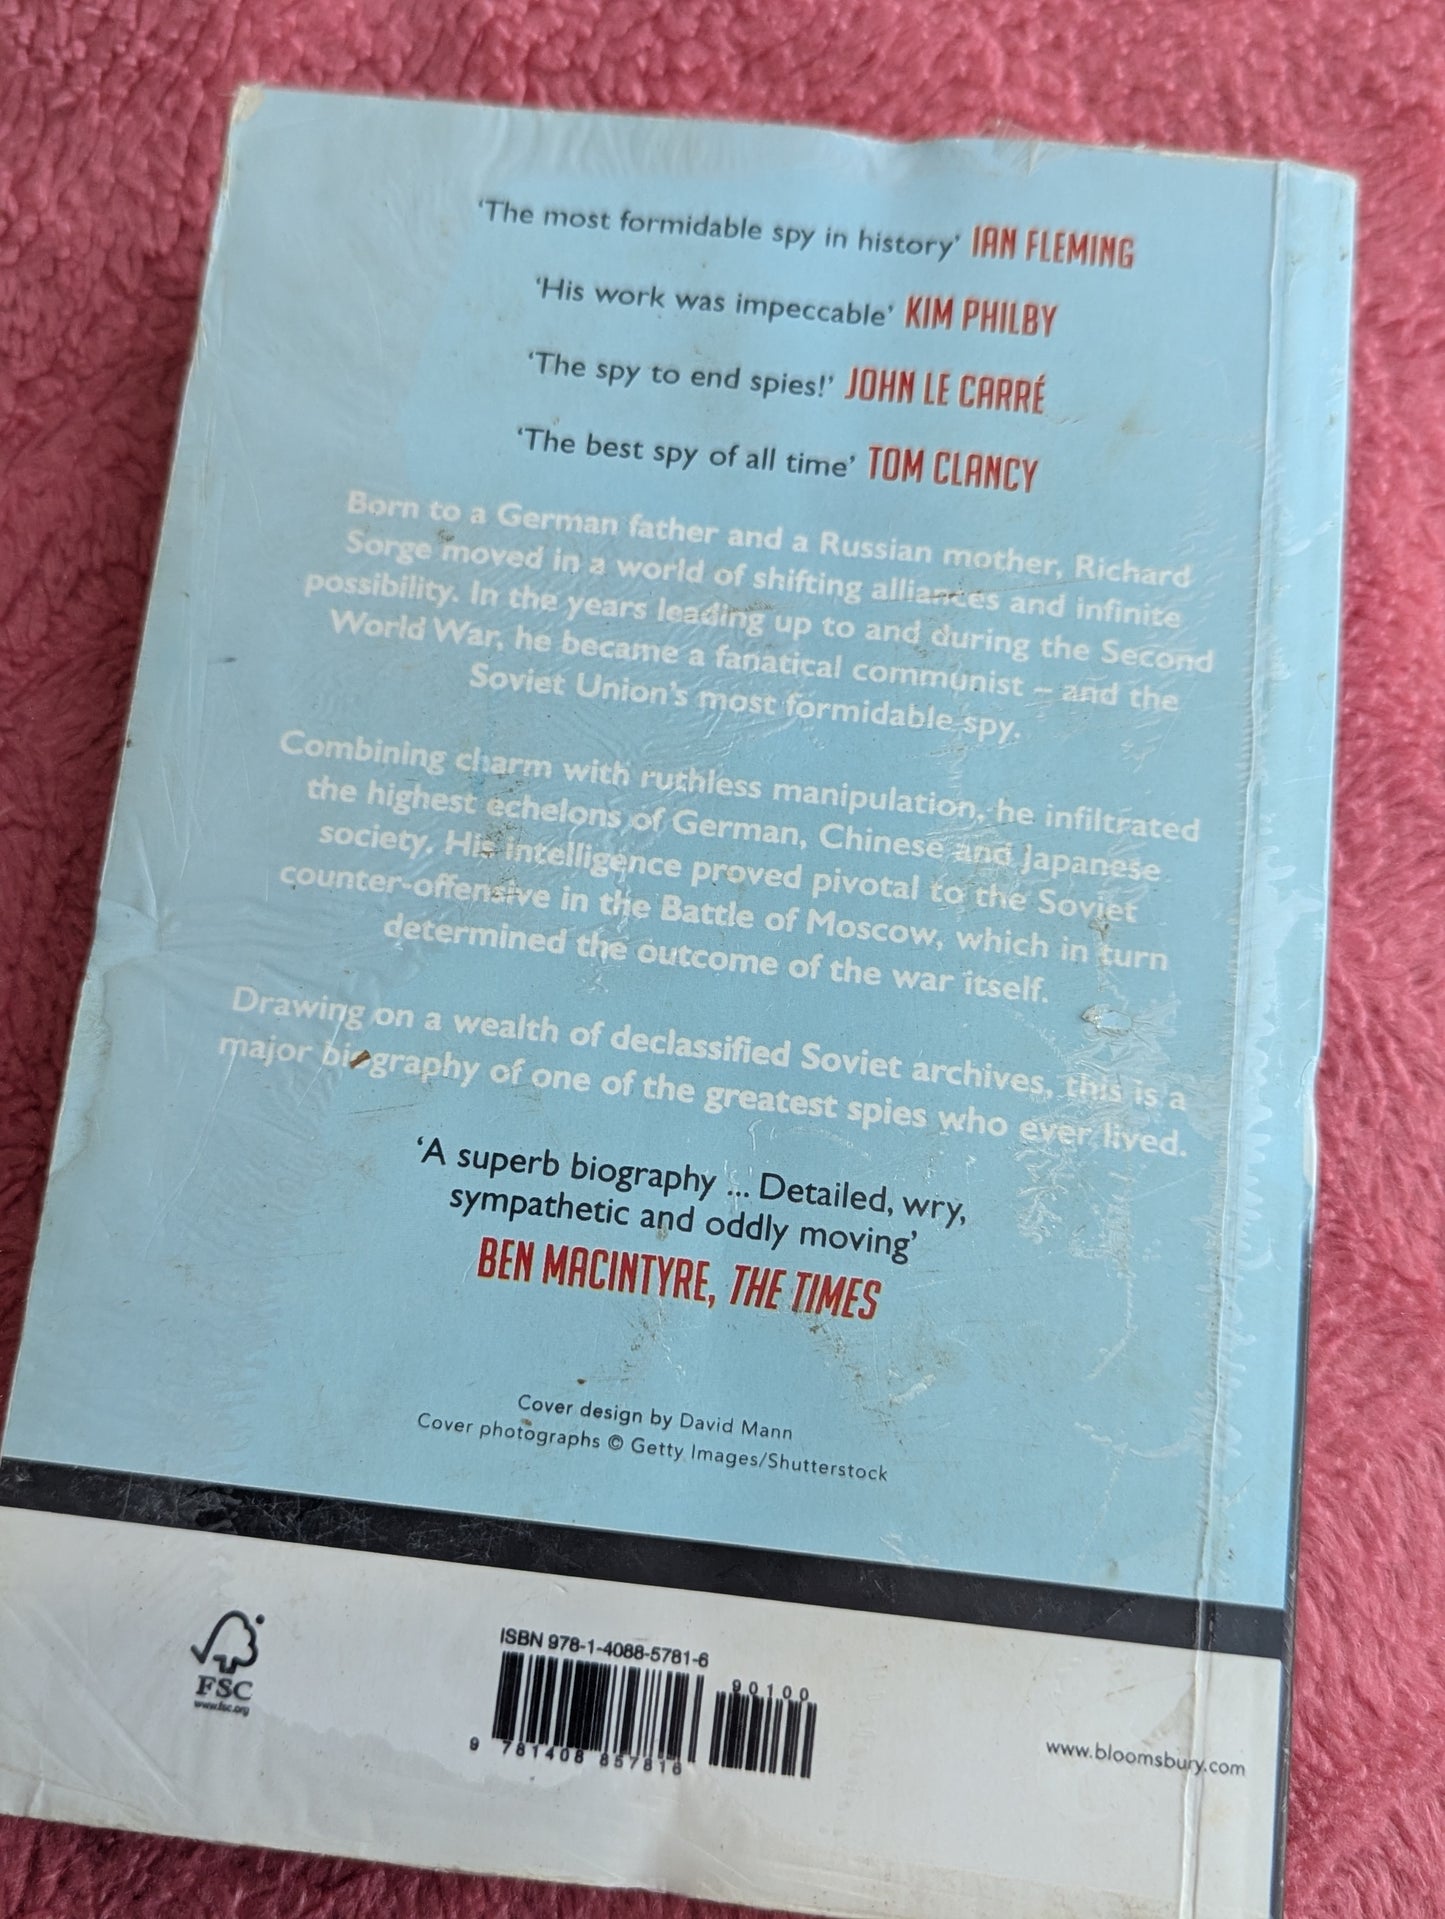 ‘The most formidable spy in history’ IAN FLEMING
‘His work was impeccable’ KIM PHILBY
‘The spy to end spies!’ JOHN LE CARRÉ
‘The best spy of all time’ TOM CLANCY
Born to a German father and a Russian mother, Richard
Sorge moved in a world of shifting alliances and infinite
possibility. In the years leading up to and during the Second
World War, he became a fanatical communist – and the
Soviet Union’s most formidable spy.
Combining charm with ruthless manipulation, he infiltrated
the highest echelons of German, Chinese and Japanese
society. His intelligence proved pivotal to the Soviet
counter-offensive in the Battle of Moscow, which in turn
determined the outcome of the war itself.
Drawing on a wealth of declassified Soviet archives, this is a
major biography of one of the greatest spies who ever lived.
‘A superb biography ... Detailed, wry,
sympathetic and oddly moving’
BEN MACINTYRE, THE TIMES
Cover design by David Mann
Cover photographs © Getty Images/Shutterstock
FSC
www.fsc.org
ISBN 978-1-4088-5781-6
90100
9 781408 857816
www.bloomsbury.com